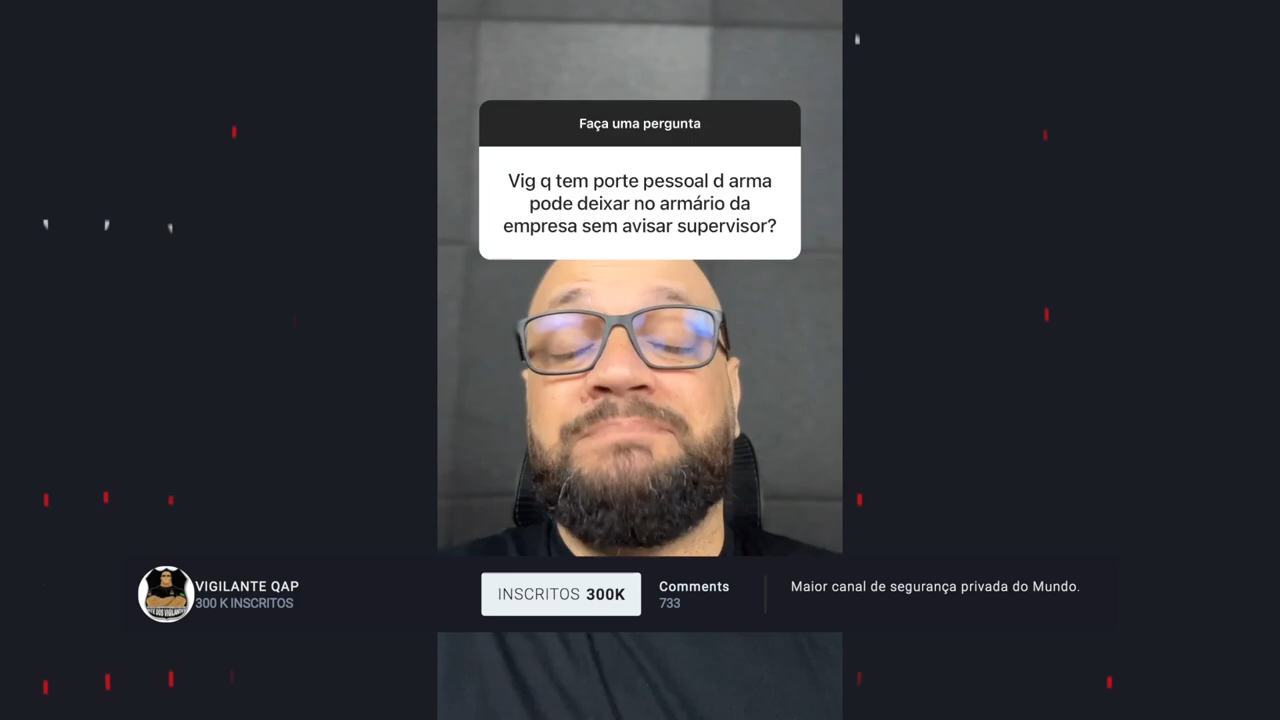 Faça uma pergunta
Vig q tem porte pessoal d arma
pode deixar no armário da
empresa sem avisar supervisor?
VIGILANTE QAP
300 K INSCRITOS
INSCRITOS 300K
Comments
733
Maior canal de segurança privada do Mundo.